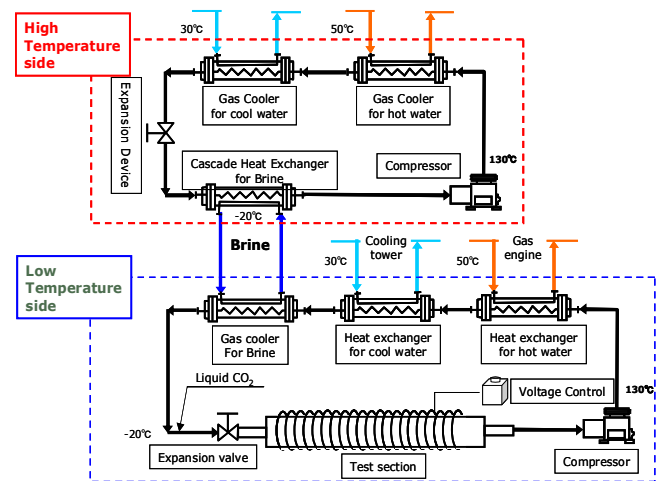 High
Temperature
side
30℃
50℃
Gas Cooler
for cool water
Gas Cooler
for hot water
Expansion
Device
130℃
Compressor
Cascade Heat Exchanger
for Brine
-20℃
Brine
Cooling
tower
Gas
engine
30℃
50℃
Low
Temperature
side
Gas cooler
For Brine
Heat exchanger
for cool water
Heat exchanger
for hot water
Liquid CO₂
Voltage Control
130℃
-20℃
Expansion valve
Test section
Compressor